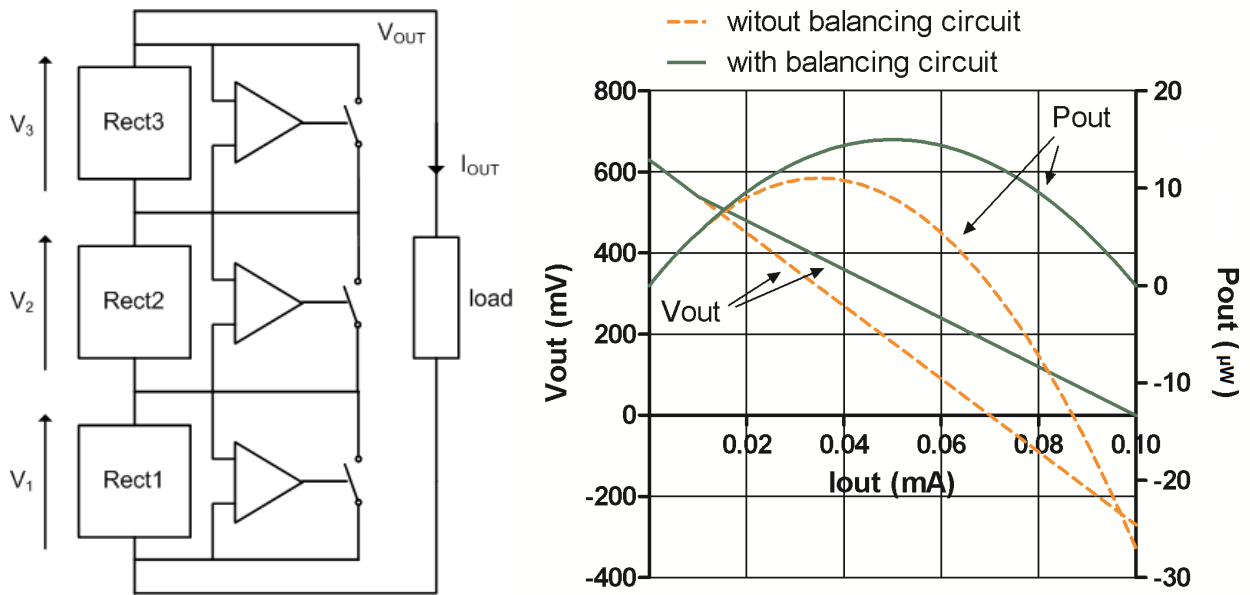 V3
Rect3
V2
Rect2
V1
Rect1
VOUT
IOUT
load
witout balancing circuit
with balancing circuit
800
600
400
200
0
-200
-400
Vout (mV)
20
10
0
-10
-20
-30
Pout ( µW)
0.02
0.04
0.06
0.08
0.10
Iout (mA)
Pout
Vout